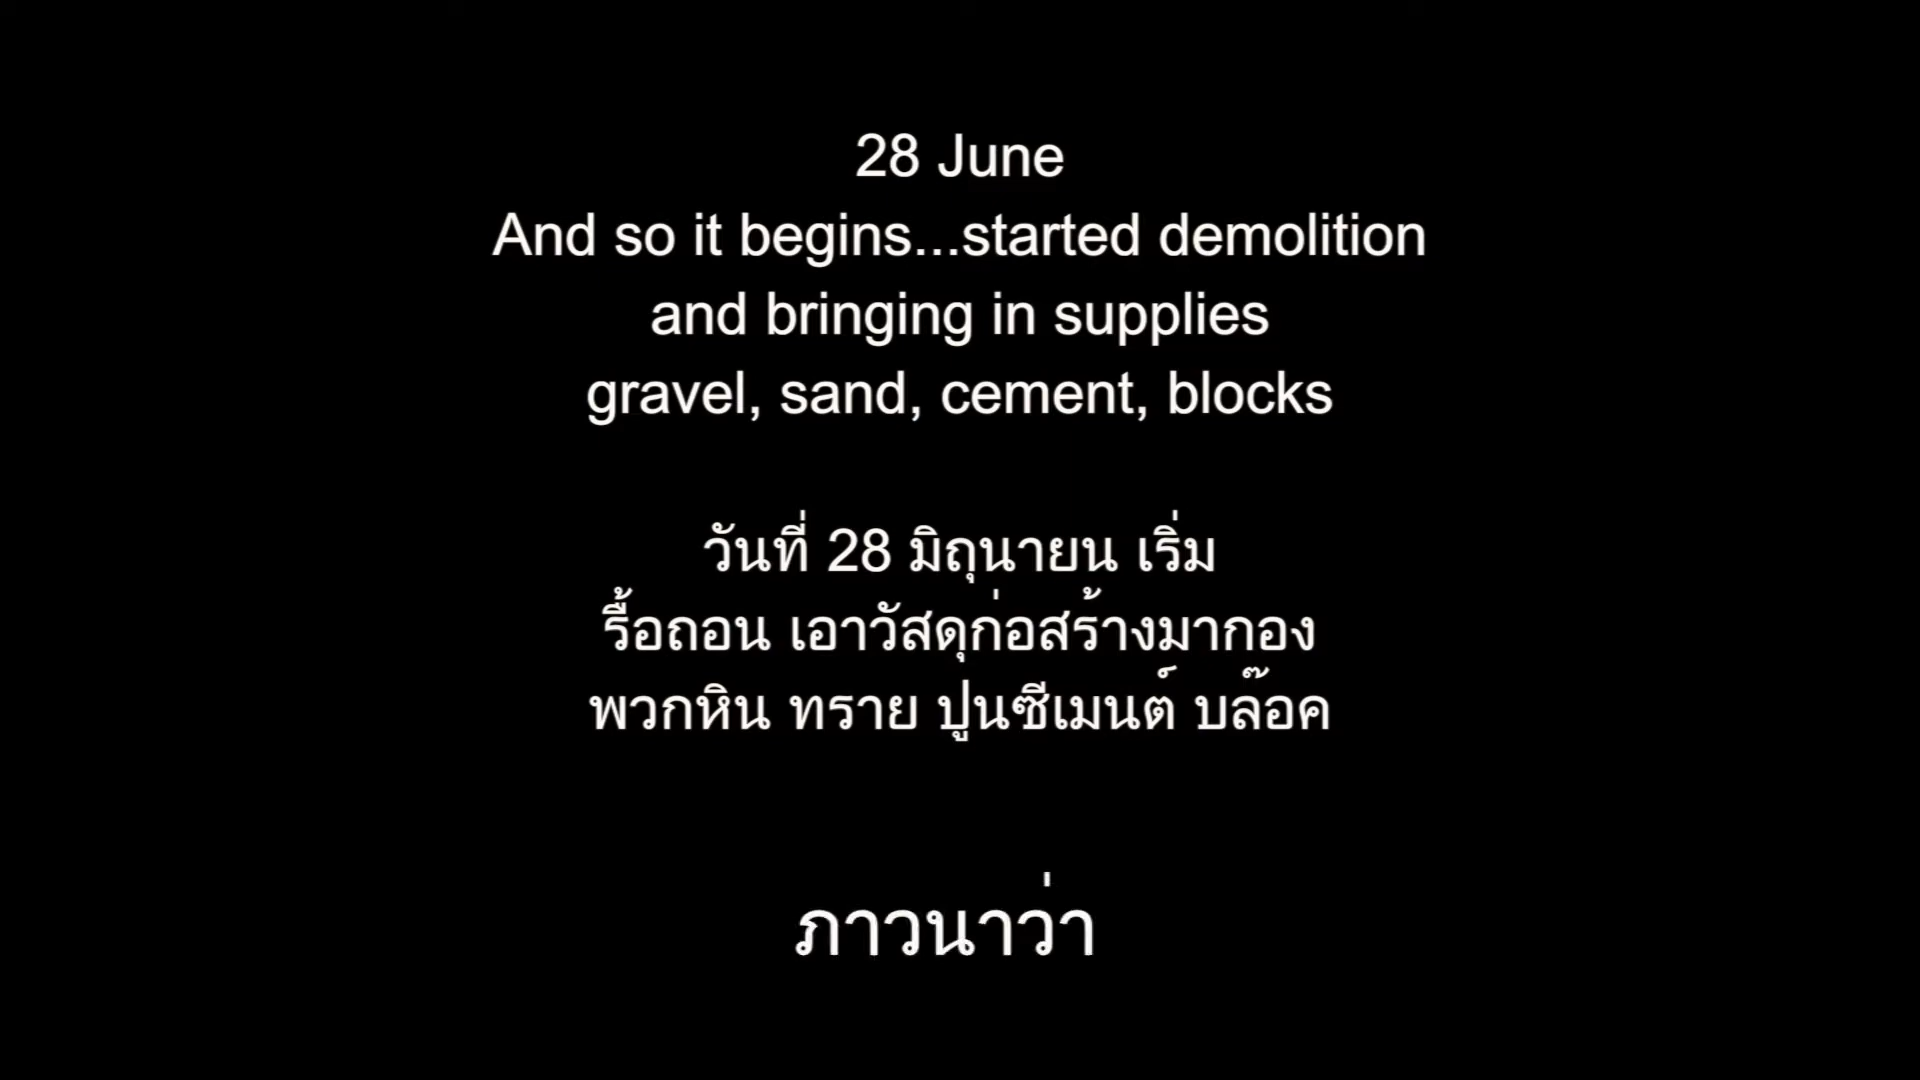 28 June
And so it begins...started demolition
and bringing in supplies
gravel, sand, cement, blocks
วันที่ 28 มิถุนายน เริ่ม
รื้อถอน เอาวัสดุก่อสร้างมากอง
พวกหิน ทราย ปูนซีเมนต์ บล๊อค
ภาวนาว่า